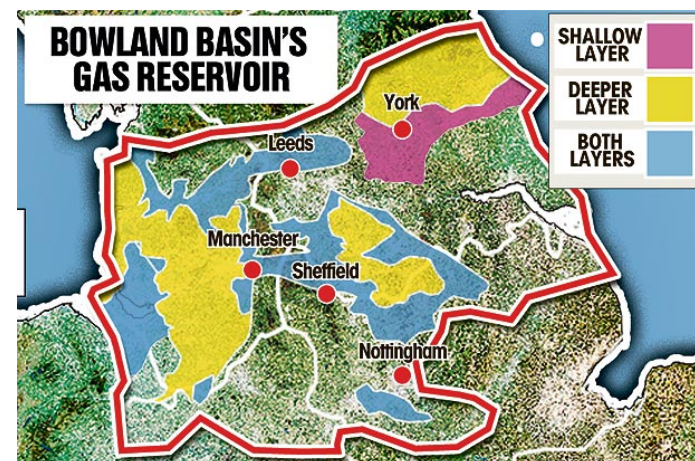 BOWLAND BASIN'S
GAS RESERVOIR
SHALLOW
LAYER
DEEPER
LAYER
BOTH
LAYERS
York
Leeds
Manchester
Sheffield
Nottingham